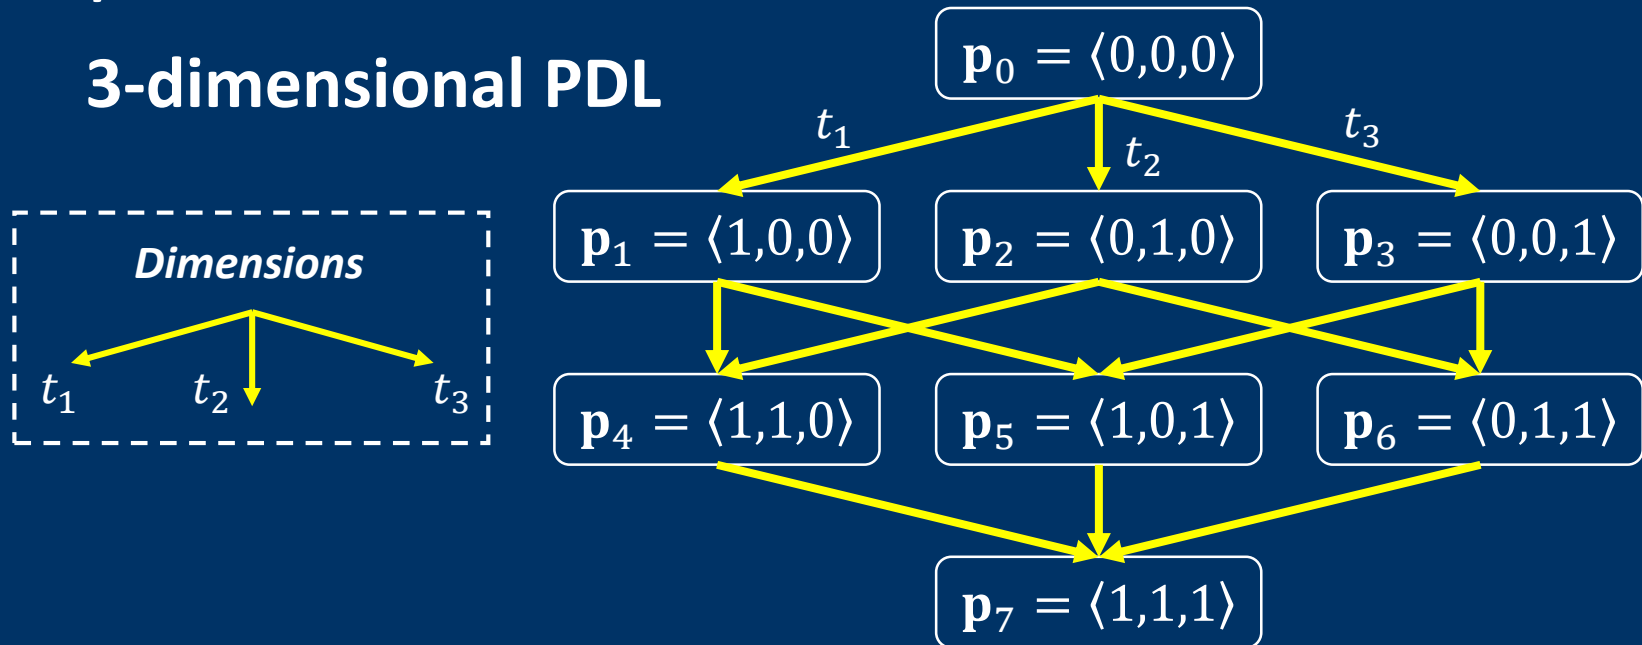 3-dimensional PDL
p₀ = ⟨0,0,0⟩
t₁
t₂
t₃
p₁ = ⟨1,0,0⟩
p₂ = ⟨0,1,0⟩
p₃ = ⟨0,0,1⟩
Dimensions
t₁
t₂
t₃
p₄ = ⟨1,1,0⟩
p₅ = ⟨1,0,1⟩
p₆ = ⟨0,1,1⟩
p₇ = ⟨1,1,1⟩